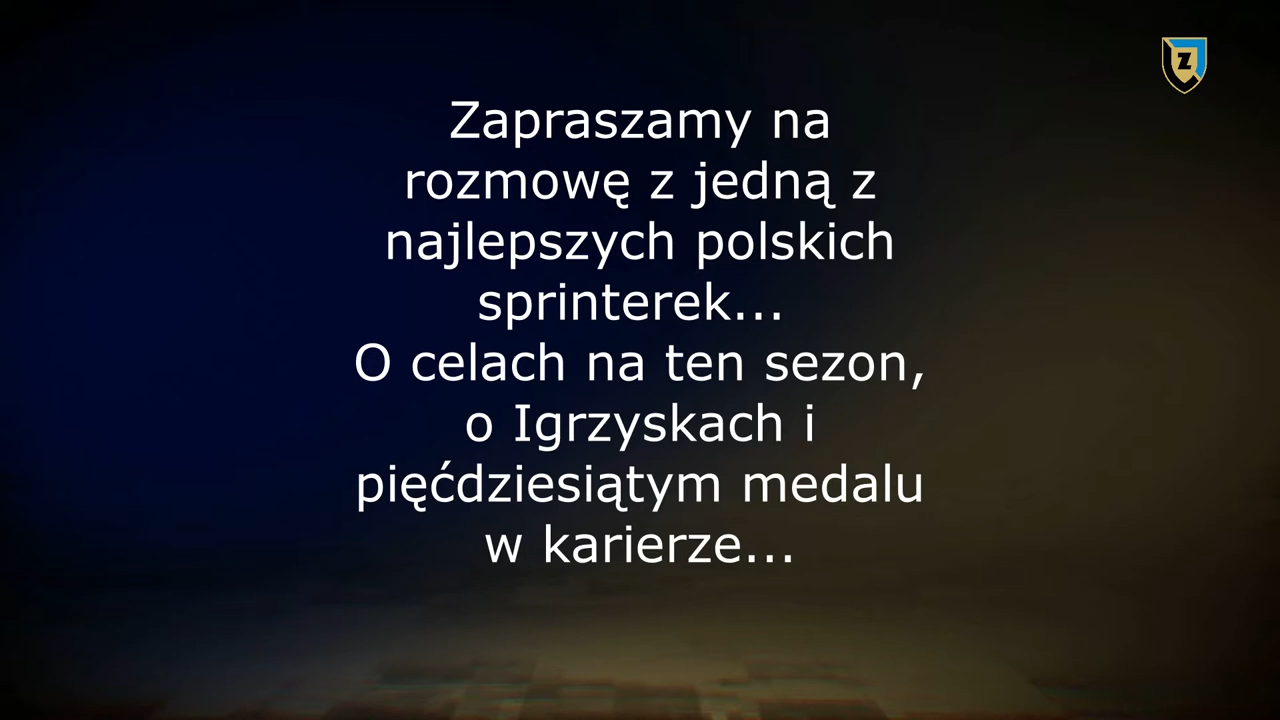 Z
Zapraszamy na
rozmowę z jedną z
najlepszych polskich
sprinterek...
O celach na ten sezon,
o Igrzyskach i
pięćdziesiątym medalu
w karierze...